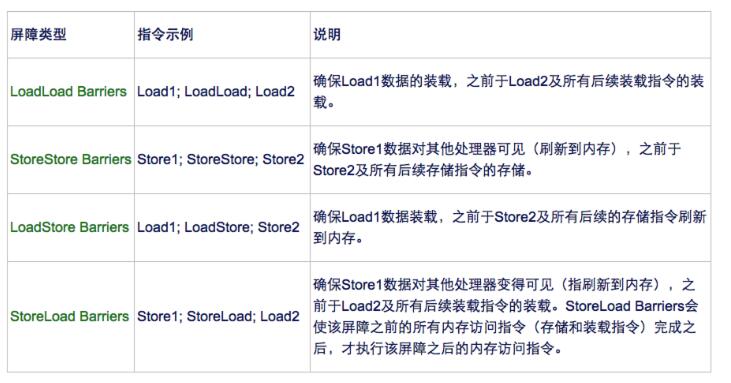 屏障类型 指令示例 说明
LoadLoad Barriers Load1; LoadLoad; Load2 确保Load1数据的装载，之前于Load2及所有后续装载指令的装
载。
StoreStore Barriers Store1; StoreStore; Store2 确保Store1数据对其他处理器可见（刷新到内存），之前于
Store2及所有后续存储指令的存储。
LoadStore Barriers Load1; LoadStore; Store2 确保Load1数据装载，之前于Store2及所有后续的存储指令刷新
到内存。
StoreLoad Barriers Store1; StoreLoad; Load2 确保Store1数据对其他处理器变得可见（指刷新到内存），之
前于Load2及所有后续装载指令的装载。StoreLoad Barriers会
使该屏障之前的所有内存访问指令（存储和装载指令）完成之
后，才执行该屏障之后的内存访问指令。